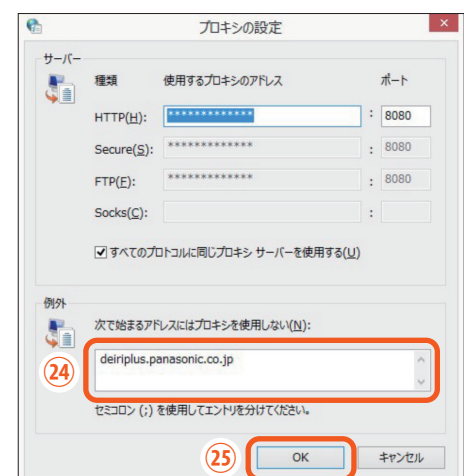 プロキシの設定
サーバー
種類 使用するプロキシのアドレス ポート
HTTP(H): ************* : 8080
Secure(S): ************* : 8080
FTP(F): ************* : 8080
Socks(C): :
すべてのプロトコルに同じプロキシ サーバーを使用する(U)
例外
次で始まるアドレスにはプロキシを使用しない(N):
㉔ deiriplus.panasonic.co.jp
セミコロン (;) を使用してエントリを分けてください。
㉕ OK キャンセル